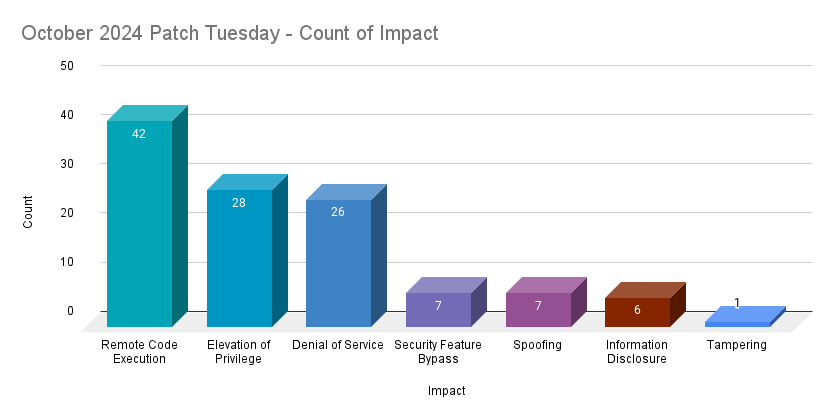 October 2024 Patch Tuesday - Count of Impact
50
40
30
20
10
0
Count
42
28
26
7
7
6
1
Remote Code
Execution
Elevation of
Privilege
Denial of Service
Security Feature
Bypass
Spoofing
Information
Disclosure
Tampering
Impact